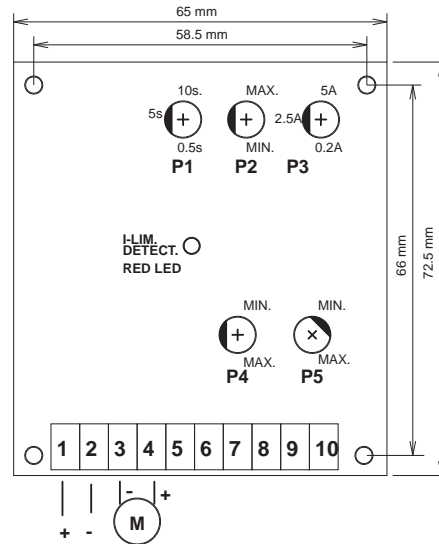 65 mm
58.5 mm
10s. MAX. 5A
5s 2.5A
0.5s MIN. 0.2A
P1 P2 P3
I-LIM.
DETECT.
RED LED
66 mm
72.5 mm
MIN. MIN.
MAX. MAX.
P4 P5
1 2 3 4 5 6 7 8 9 10
- +
+ - M